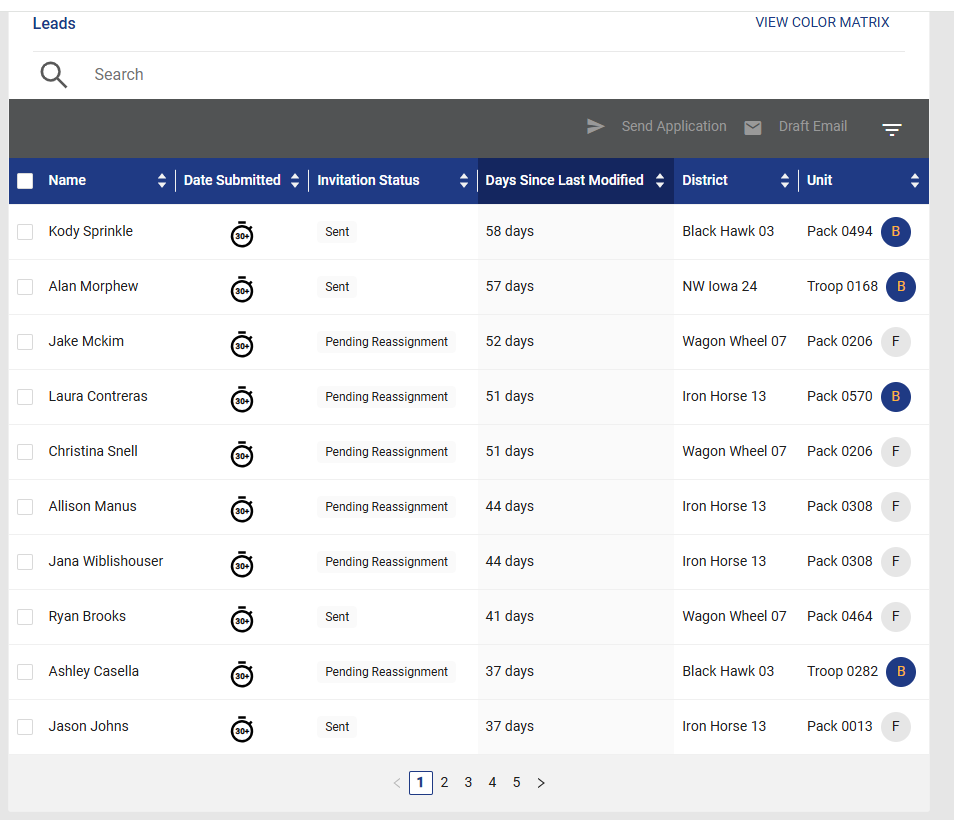 Leads VIEW COLOR MATRIX
Search
Send Application Draft Email
Name Date Submitted Invitation Status Days Since Last Modified District Unit
Kody Sprinkle 30+ Sent 58 days Black Hawk 03 Pack 0494 B
Alan Morphew 30+ Sent 57 days NW Iowa 24 Troop 0168 B
Jake Mckim 30+ Pending Reassignment 52 days Wagon Wheel 07 Pack 0206 F
Laura Contreras 30+ Pending Reassignment 51 days Iron Horse 13 Pack 0570 B
Christina Snell 30+ Pending Reassignment 51 days Wagon Wheel 07 Pack 0206 F
Allison Manus 30+ Pending Reassignment 44 days Iron Horse 13 Pack 0308 F
Jana Wiblishouser 30+ Pending Reassignment 44 days Iron Horse 13 Pack 0308 F
Ryan Brooks 30+ Sent 41 days Wagon Wheel 07 Pack 0464 F
Ashley Casella 30+ Pending Reassignment 37 days Black Hawk 03 Troop 0282 B
Jason Johns 30+ Sent 37 days Iron Horse 13 Pack 0013 F
< 1 2 3 4 5 >